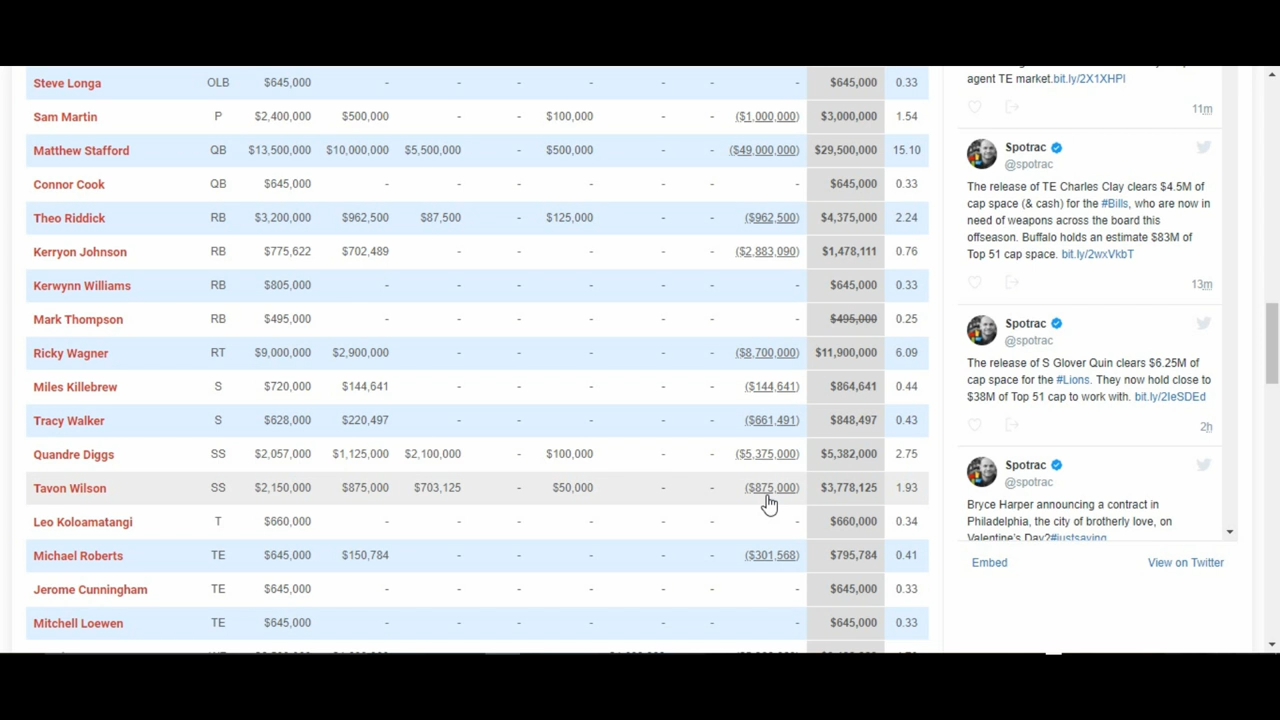 Steve Longa OLB $645,000 - - - - - - - $645,000 0.33
Sam Martin P $2,400,000 $500,000 - - $100,000 - - ($1,000,000) $3,000,000 1.54
Matthew Stafford QB $13,500,000 $10,000,000 $5,500,000 - $500,000 - - ($49,000,000) $29,500,000 15.10
Connor Cook QB $645,000 - - - - - - - $645,000 0.33
Theo Riddick RB $3,200,000 $962,500 $87,500 - $125,000 - - ($962,500) $4,375,000 2.24
Kerryon Johnson RB $775,622 $702,489 - - - - - ($2,883,090) $1,478,111 0.76
Kerwynn Williams RB $805,000 - - - - - - - $645,000 0.33
Mark Thompson RB $495,000 - - - - - - - $495,000 0.25
Ricky Wagner RT $9,000,000 $2,900,000 - - - - - ($8,700,000) $11,900,000 6.09
Miles Killebrew S $720,000 $144,641 - - - - - ($144,641) $864,641 0.44
Tracy Walker S $628,000 $220,497 - - - - - ($661,491) $848,497 0.43
Quandre Diggs SS $2,057,000 $1,125,000 $2,100,000 - $100,000 - - ($5,375,000) $5,382,000 2.75
Tavon Wilson SS $2,150,000 $875,000 $703,125 - $50,000 - - ($875,000) $3,778,125 1.93
Leo Koloamatangi T $660,000 - - - - - - - $660,000 0.34
Michael Roberts TE $645,000 $150,784 - - - - - ($301,568) $795,784 0.41
Jerome Cunningham TE $645,000 - - - - - - - $645,000 0.33
Mitchell Loewen TE $645,000 - - - - - - - $645,000 0.33
agent TE market.bit.ly/2X1XHPl
11m
Spotrac
@spotrac
The release of TE Charles Clay clears $4.5M of
cap space (& cash) for the #Bills, who are now in
need of weapons across the board this
offseason. Buffalo holds an estimate $83M of
Top 51 cap space. bit.ly/2wxVkbT
13m
Spotrac
@spotrac
The release of S Glover Quin clears $6.25M of
cap space for the #Lions. They now hold close to
$38M of Top 51 cap to work with. bit.ly/2IeSDEd
2h
Spotrac
@spotrac
Bryce Harper announcing a contract in
Philadelphia, the city of brotherly love, on
Valentine's Day?#justsaying
Embed View on Twitter